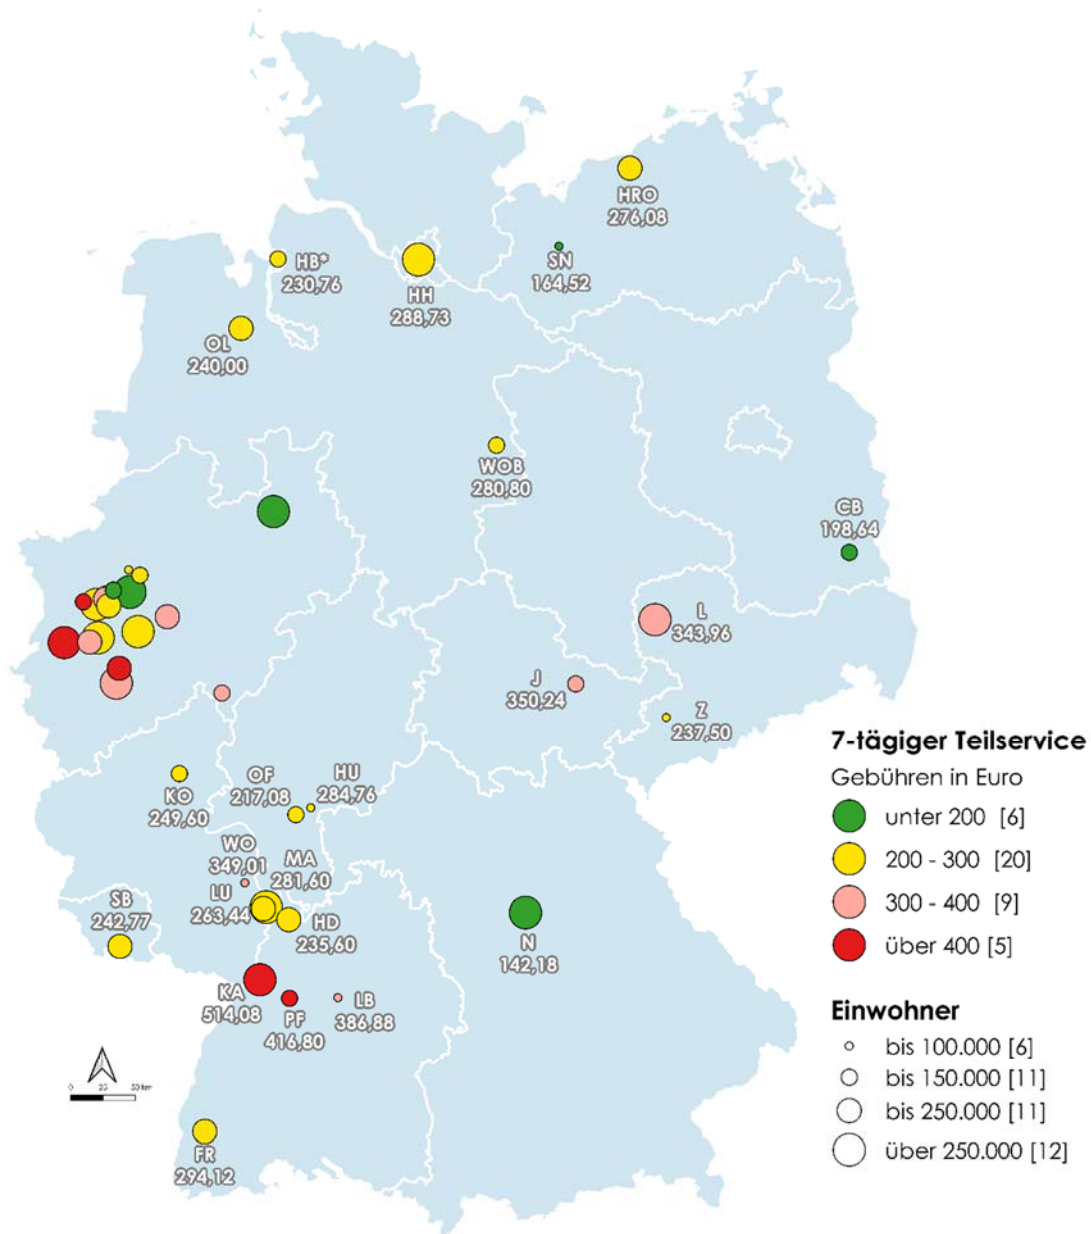 HRO
276,08
SN
164,52
HB*
230,76
HH
288,73
OL
240,00
WOB
280,80
CB
198,64
L
343,96
J
350,24
Z
237,50
KO
249,60
OF
217,08
HU
284,76
WO
349,01
MA
281,60
LU
263,44
HD
235,60
SB
242,77
N
142,18
KA
514,08
PF
416,80
LB
386,88
FR
294,12
0 25 50 km
7-tägiger Teilservice
Gebühren in Euro
unter 200 [6]
200 - 300 [20]
300 - 400 [9]
über 400 [5]
Einwohner
bis 100.000 [6]
bis 150.000 [11]
bis 250.000 [11]
über 250.000 [12]